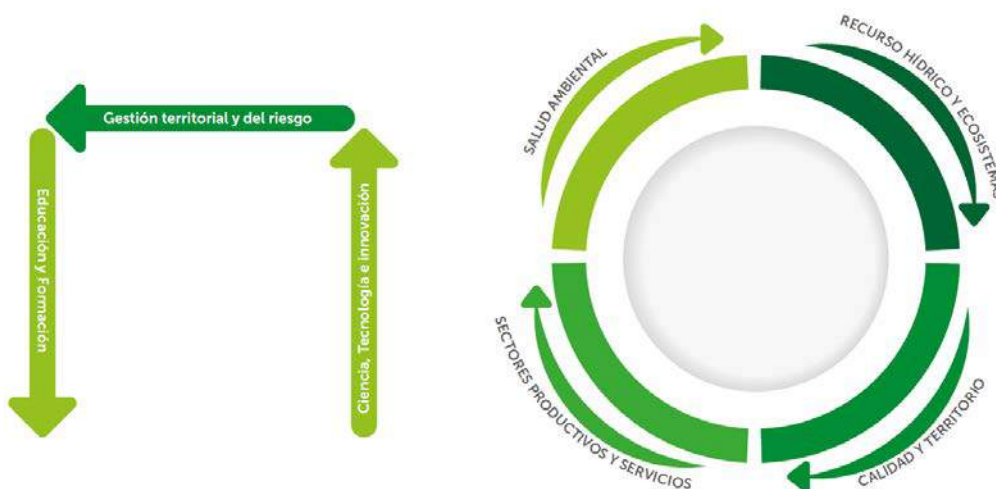 Gestión territorial y del riesgo
Educación y Formación
Ciencia, Tecnología e innovación
SALUD AMBIENTAL
RECURSO HÍDRICO Y ECOSISTEMAS
SECTORES PRODUCTIVOS Y SERVICIOS
CALIDAD Y TERRITORIO